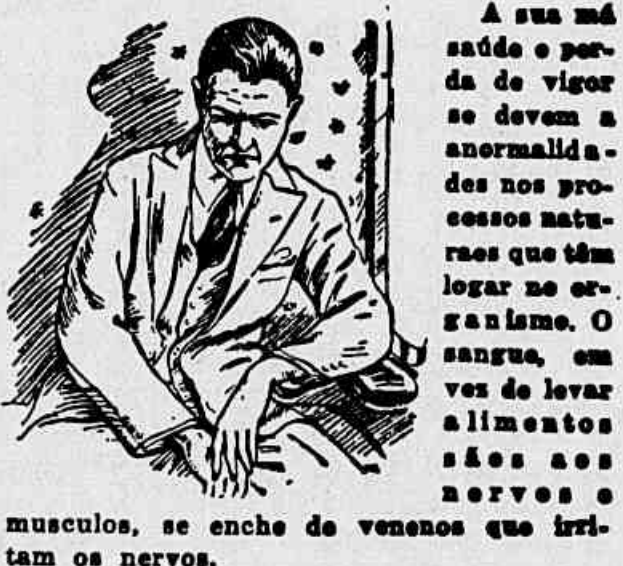 A sua má
saúde e per-
da de vigor
se devem a
anormalida-
des nos pro-
cessos natu-
raes que têm
logar no or-
ganismo. O
sangue, em
vez de levar
alimentos
sãos aos
nervos e
musculos, se enche de venenos que irri-
tam os nervos.